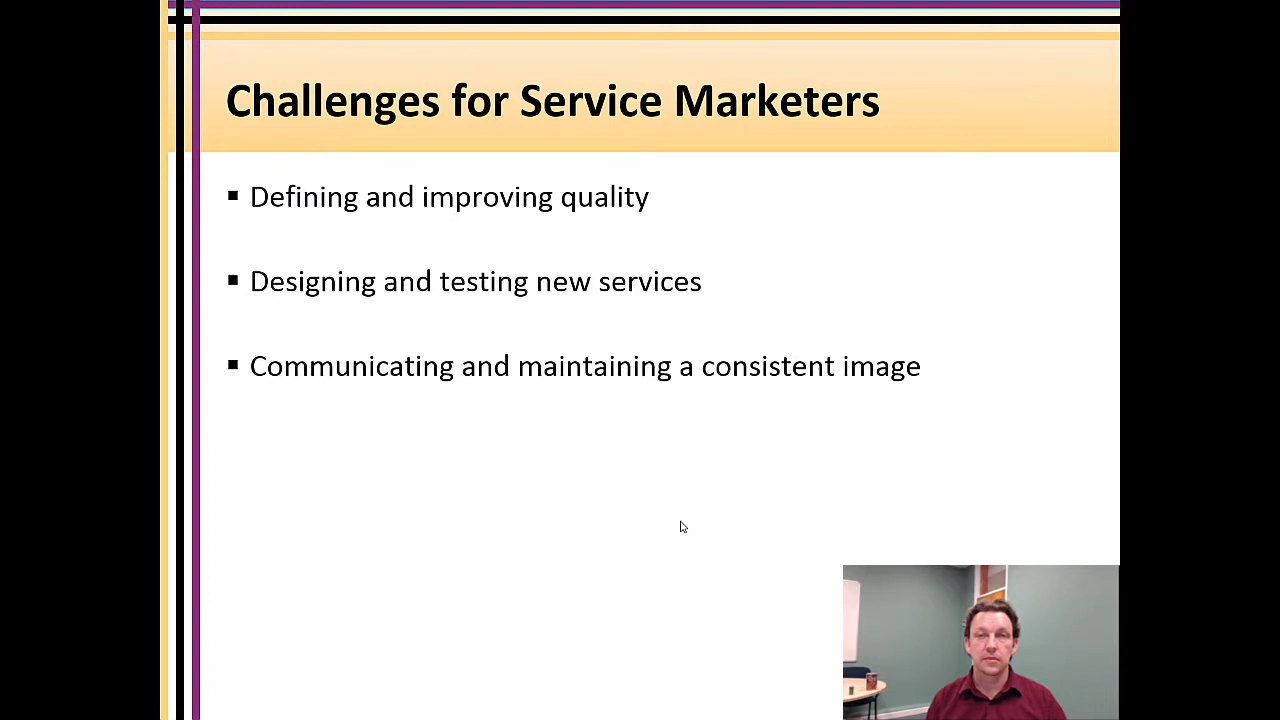 Challenges for Service Marketers
▪ Defining and improving quality
▪ Designing and testing new services
▪ Communicating and maintaining a consistent image